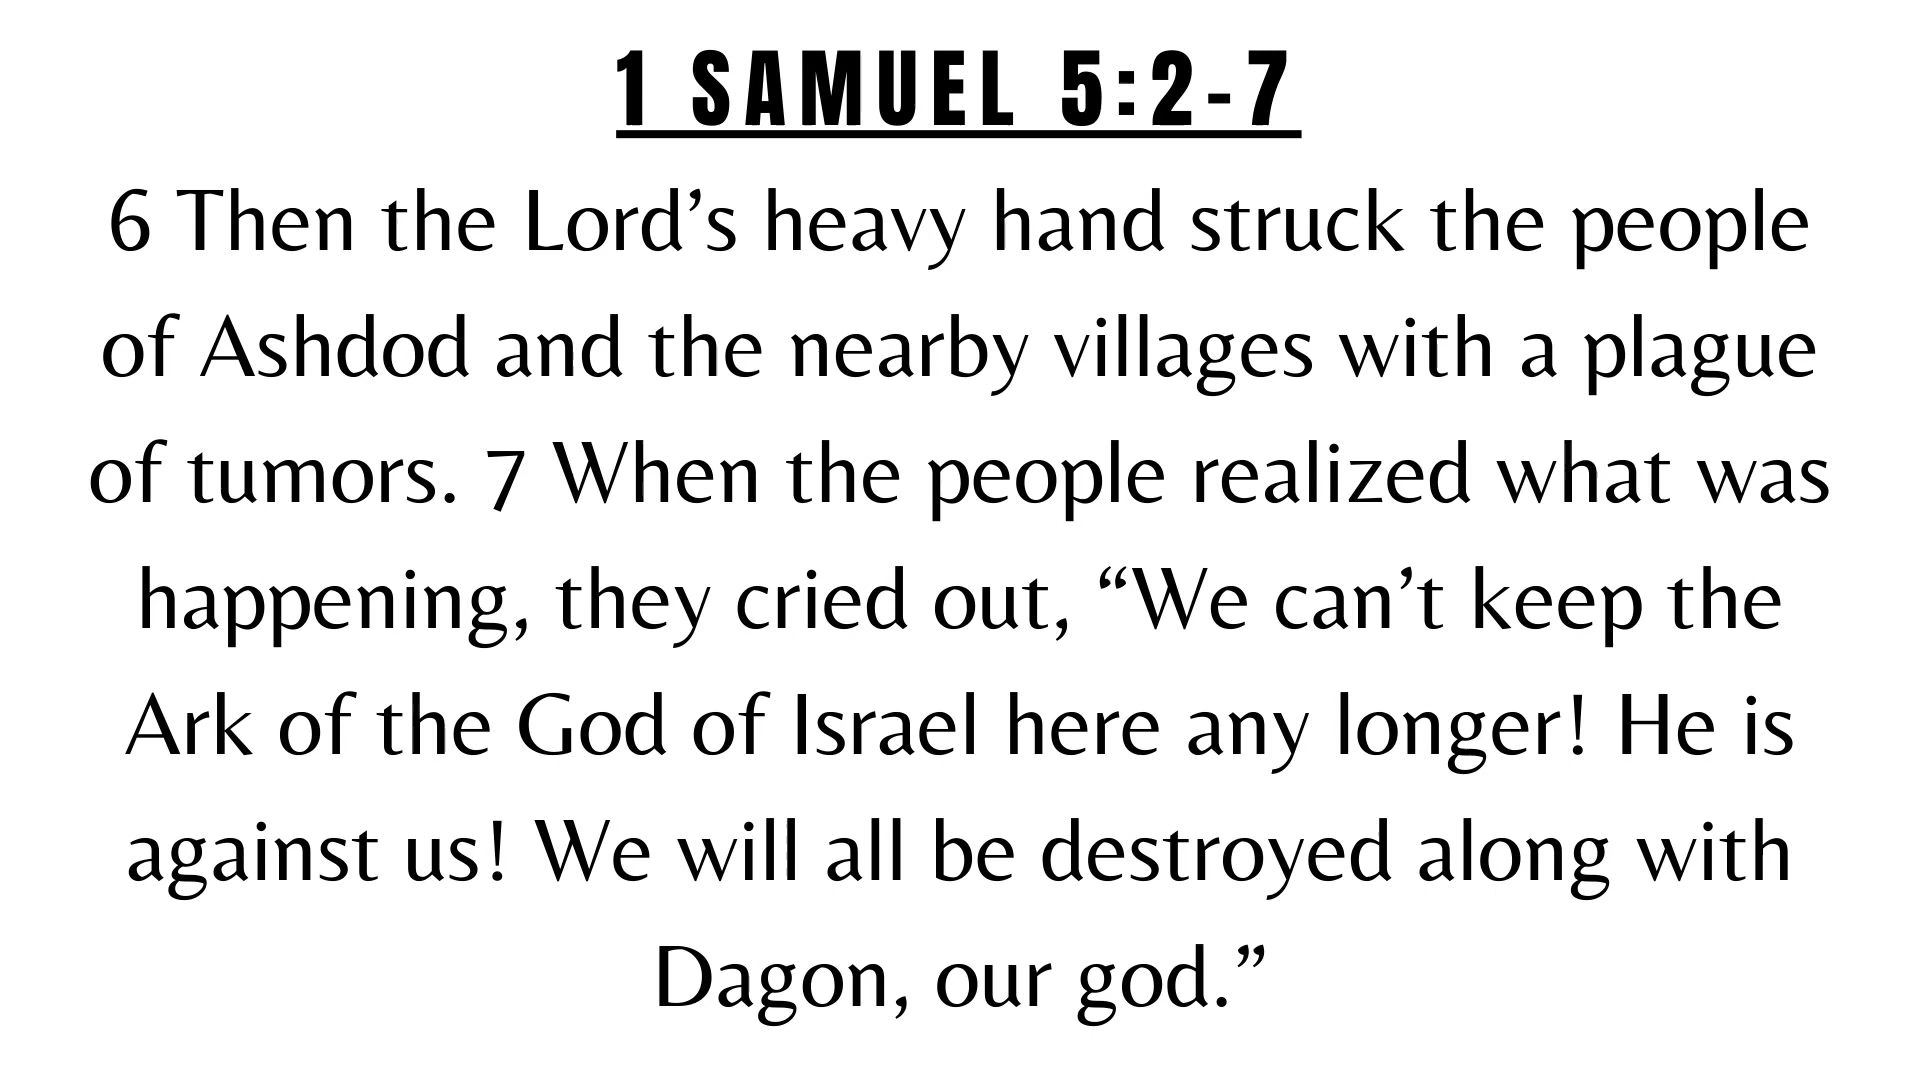 1 SAMUEL 5:2-7
6 Then the Lord’s heavy hand struck the people
of Ashdod and the nearby villages with a plague
of tumors. 7 When the people realized what was
happening, they cried out, “We can’t keep the
Ark of the God of Israel here any longer! He is
against us! We will all be destroyed along with
Dagon, our god.”